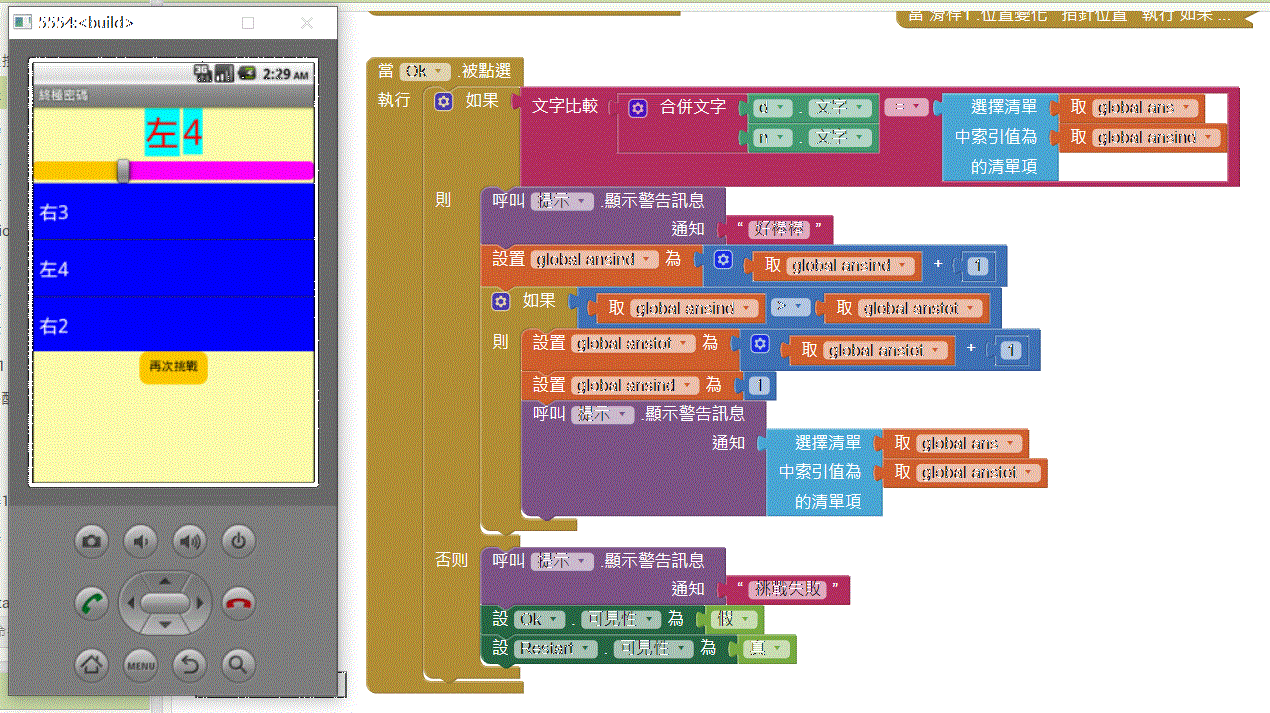 5554:<build>
2:29 AM
終極密碼
左 4
右3
左4
右2
再次挑戰
MENU
當 滑桿1 .位置變化 指針位置 執行 如果 ...
當 Ok .被點選
執行 如果 文字比較 合併文字 d . 文字 = 選擇清單 取 global ans
n . 文字 中索引值為 取 global ansind
的清單項
則 呼叫 提示 .顯示警告訊息
通知 “ 好棒棒 ”
設置 global ansind 為 取 global ansind + 1
如果 取 global ansind > 取 global anstot
則 設置 global anstot 為 取 global anstot + 1
設置 global ansind 為 1
呼叫 提示 .顯示警告訊息
通知 選擇清單 取 global ans
中索引值為 取 global anstot
的清單項
否則 呼叫 提示 .顯示警告訊息
通知 “ 挑戰失敗 ”
設 Ok . 可見性 為 假
設 Restart . 可見性 為 真